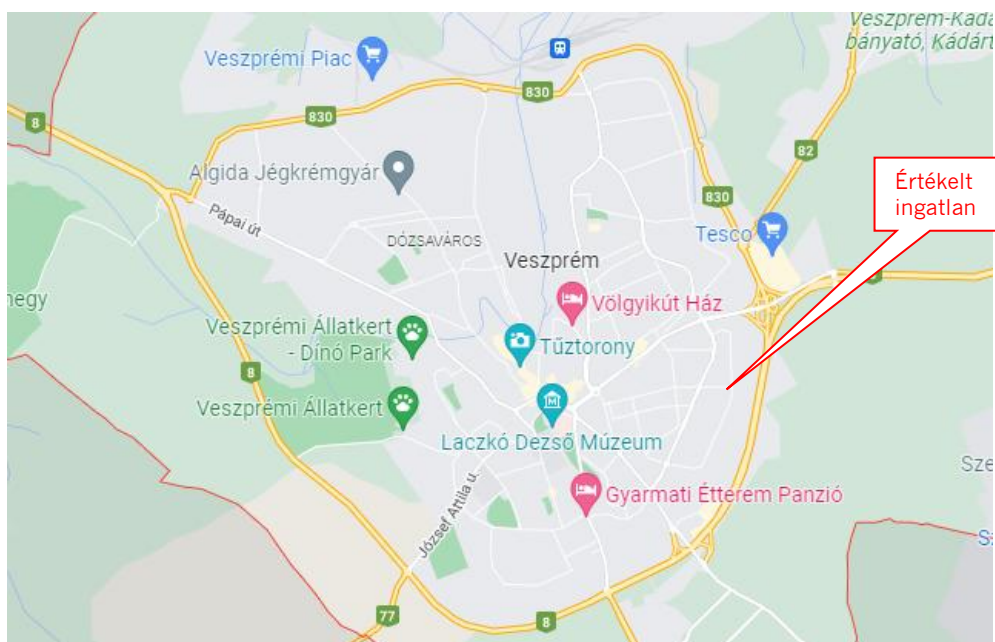 Veszprém-Káda
bányató, Kádárt
Veszprémi Piac
830
830
8
82
Algida Jégkrémgyár
Értékelt
ingatlan
830
Pápai út
Tesco
DÓZSAVÁROS
Veszprém
negy
Völgyikút Ház
Veszprémi Állatkert
- Dínó Park
Tűztorony
8
Veszprémi Állatkert
M
Laczkó Dezső Múzeum
Sze
József Attila u.
Gyarmati Étterem Panzió
S
77
8